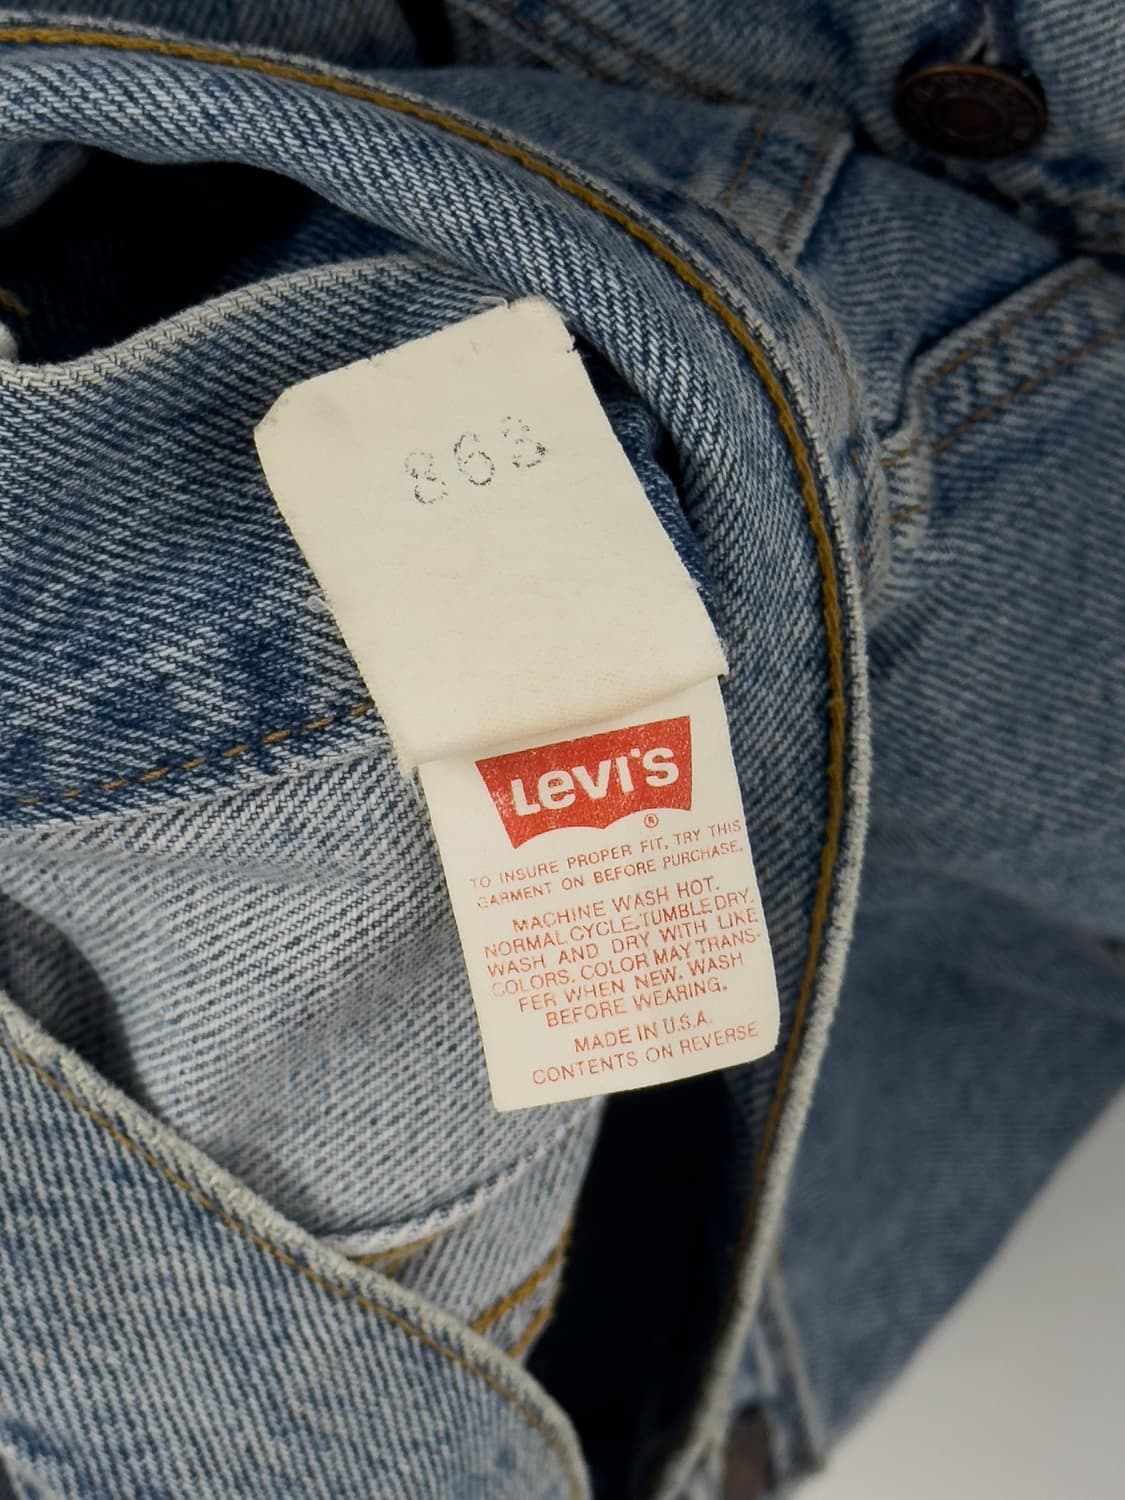 863
LEVI'S
®
TO INSURE PROPER FIT, TRY THIS
GARMENT ON BEFORE PURCHASE.
MACHINE WASH HOT.
NORMAL CYCLE. TUMBLE DRY.
WASH AND DRY WITH LIKE
COLORS. COLOR MAY TRANS-
FER WHEN NEW. WASH
BEFORE WEARING.
MADE IN U.S.A.
CONTENTS ON REVERSE